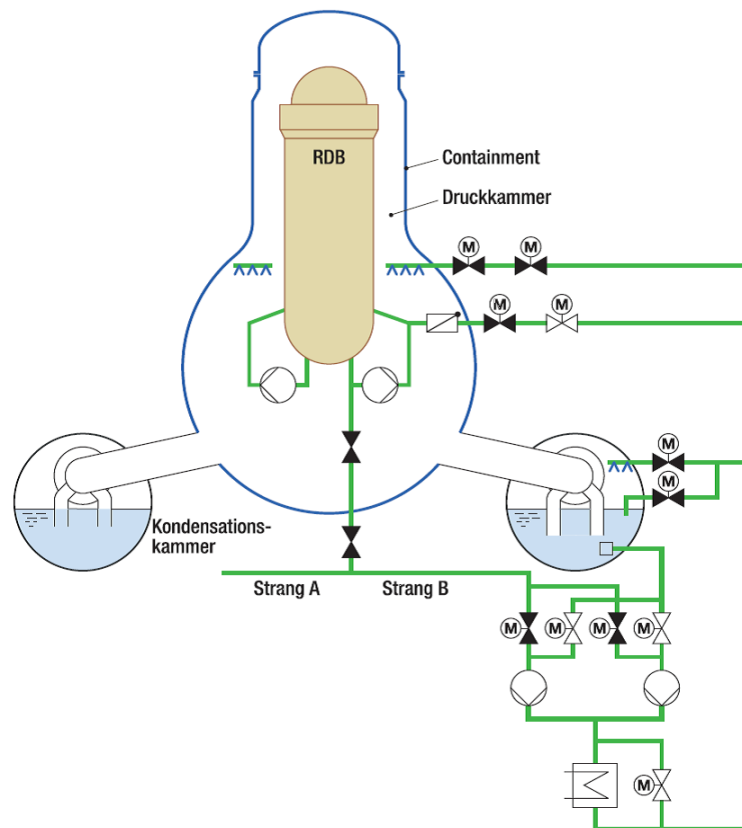 RDB
Containment
Druckkammer
M
M
M
M
M
M
Kondensations-
kammer
Strang A
Strang B
M
M
M
M
M